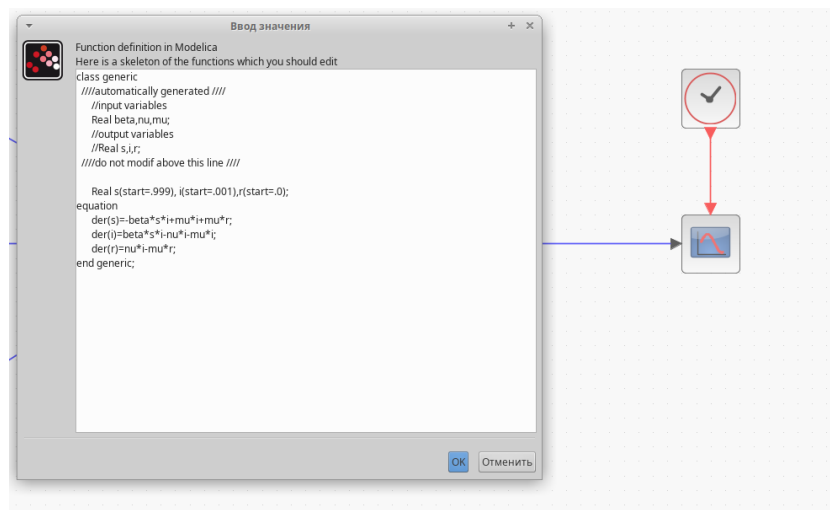 Ввод значения
Function definition in Modelica
Here is a skeleton of the functions which you should edit
class generic
////automatically generated ////
//input variables
Real beta,nu,mu;
//output variables
//Real s,i,r;
////do not modif above this line ////
Real s(start=.999), i(start=.001),r(start=.0);
equation
der(s)=-beta*s*i+mu*i+mu*r;
der(i)=beta*s*i-nu*i-mu*i;
der(r)=nu*i-mu*r;
end generic;
OK
Отменить